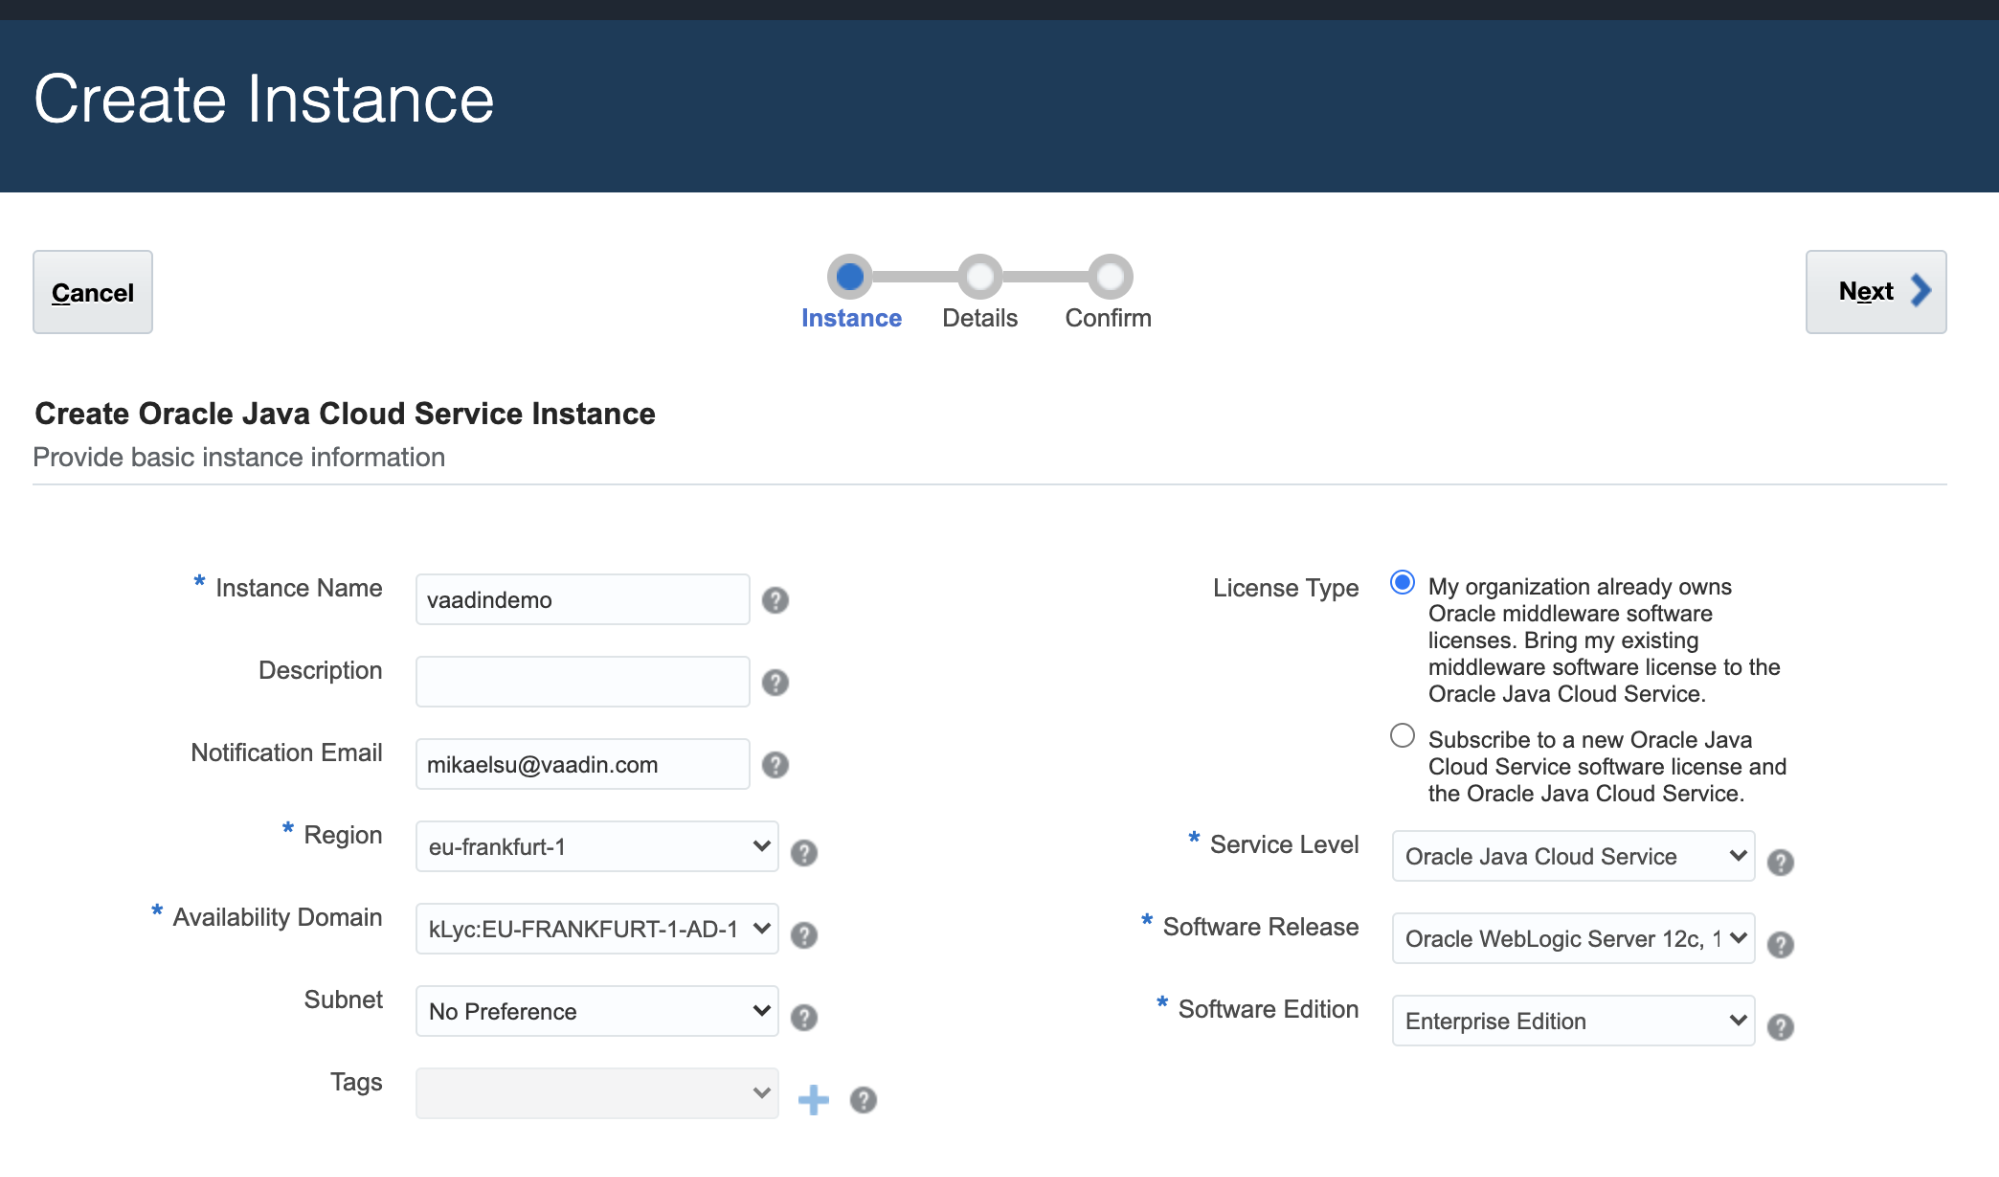 Create Instance
Cancel
Instance
Details
Confirm
Next
Create Oracle Java Cloud Service Instance
Provide basic instance information
* Instance Name
vaadindemo
?
Description
?
Notification Email
mikaelsu@vaadin.com
?
* Region
eu-frankfurt-1
?
* Availability Domain
kLyc:EU-FRANKFURT-1-AD-1
?
Subnet
No Preference
?
Tags
?
License Type
My organization already owns
Oracle middleware software
licenses. Bring my existing
middleware software license to the
Oracle Java Cloud Service.
Subscribe to a new Oracle Java
Cloud Service software license and
the Oracle Java Cloud Service.
* Service Level
Oracle Java Cloud Service
?
* Software Release
Oracle WebLogic Server 12c, 1
?
* Software Edition
Enterprise Edition
?